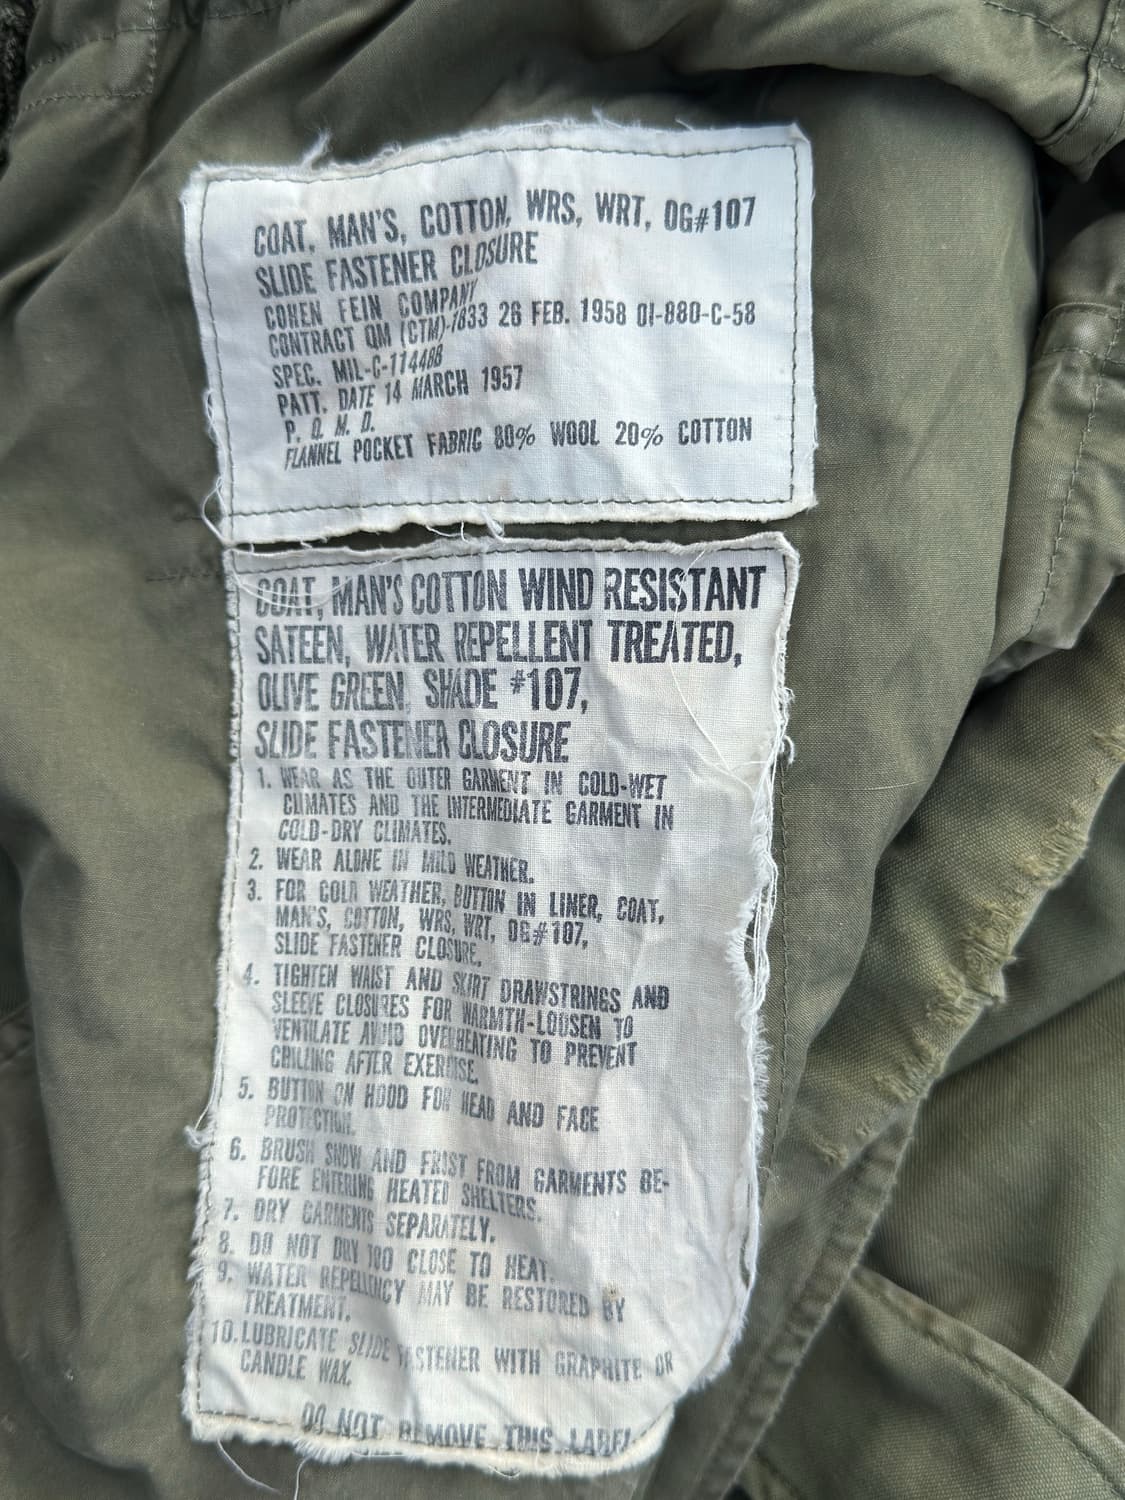 COAT, MAN'S, COTTON, WRS, WRT, OG#107
SLIDE FASTENER CLOSURE
COHEN FEIN COMPANY
CONTRACT QM (CTM)-7833 26 FEB. 1958 OI-880-C-58
SPEC. MIL-C-11448B
PATT. DATE 14 MARCH 1957
P. Q. M. D.
FLANNEL POCKET FABRIC 80% WOOL 20% COTTON
COAT, MAN'S COTTON WIND RESISTANT
SATEEN, WATER REPELLENT TREATED,
OLIVE GREEN, SHADE #107,
SLIDE FASTENER CLOSURE
1. WEAR AS THE OUTER GARMENT IN COLD-WET
CLIMATES AND THE INTERMEDIATE GARMENT IN
COLD-DRY CLIMATES.
2. WEAR ALONE IN MILD WEATHER.
3. FOR COLD WEATHER, BUTTON IN LINER, COAT,
MAN'S, COTTON, WRS, WRT, OG#107,
SLIDE FASTENER CLOSURE.
4. TIGHTEN WAIST AND SKIRT DRAWSTRINGS AND
SLEEVE CLOSURES FOR WARMTH-LOOSEN TO
VENTILATE AVOID OVERHEATING TO PREVENT
CHILLING AFTER EXERCISE.
5. BUTTON ON HOOD FOR HEAD AND FACE
PROTECTION.
6. BRUSH SNOW AND FROST FROM GARMENTS BE-
FORE ENTERING HEATED SHELTERS.
7. DRY GARMENTS SEPARATELY.
8. DO NOT DRY TOO CLOSE TO HEAT.
9. WATER REPELLENCY MAY BE RESTORED BY
TREATMENT.
10. LUBRICATE SLIDE FASTENER WITH GRAPHITE OR
CANDLE WAX.
DO NOT REMOVE THIS LABEL